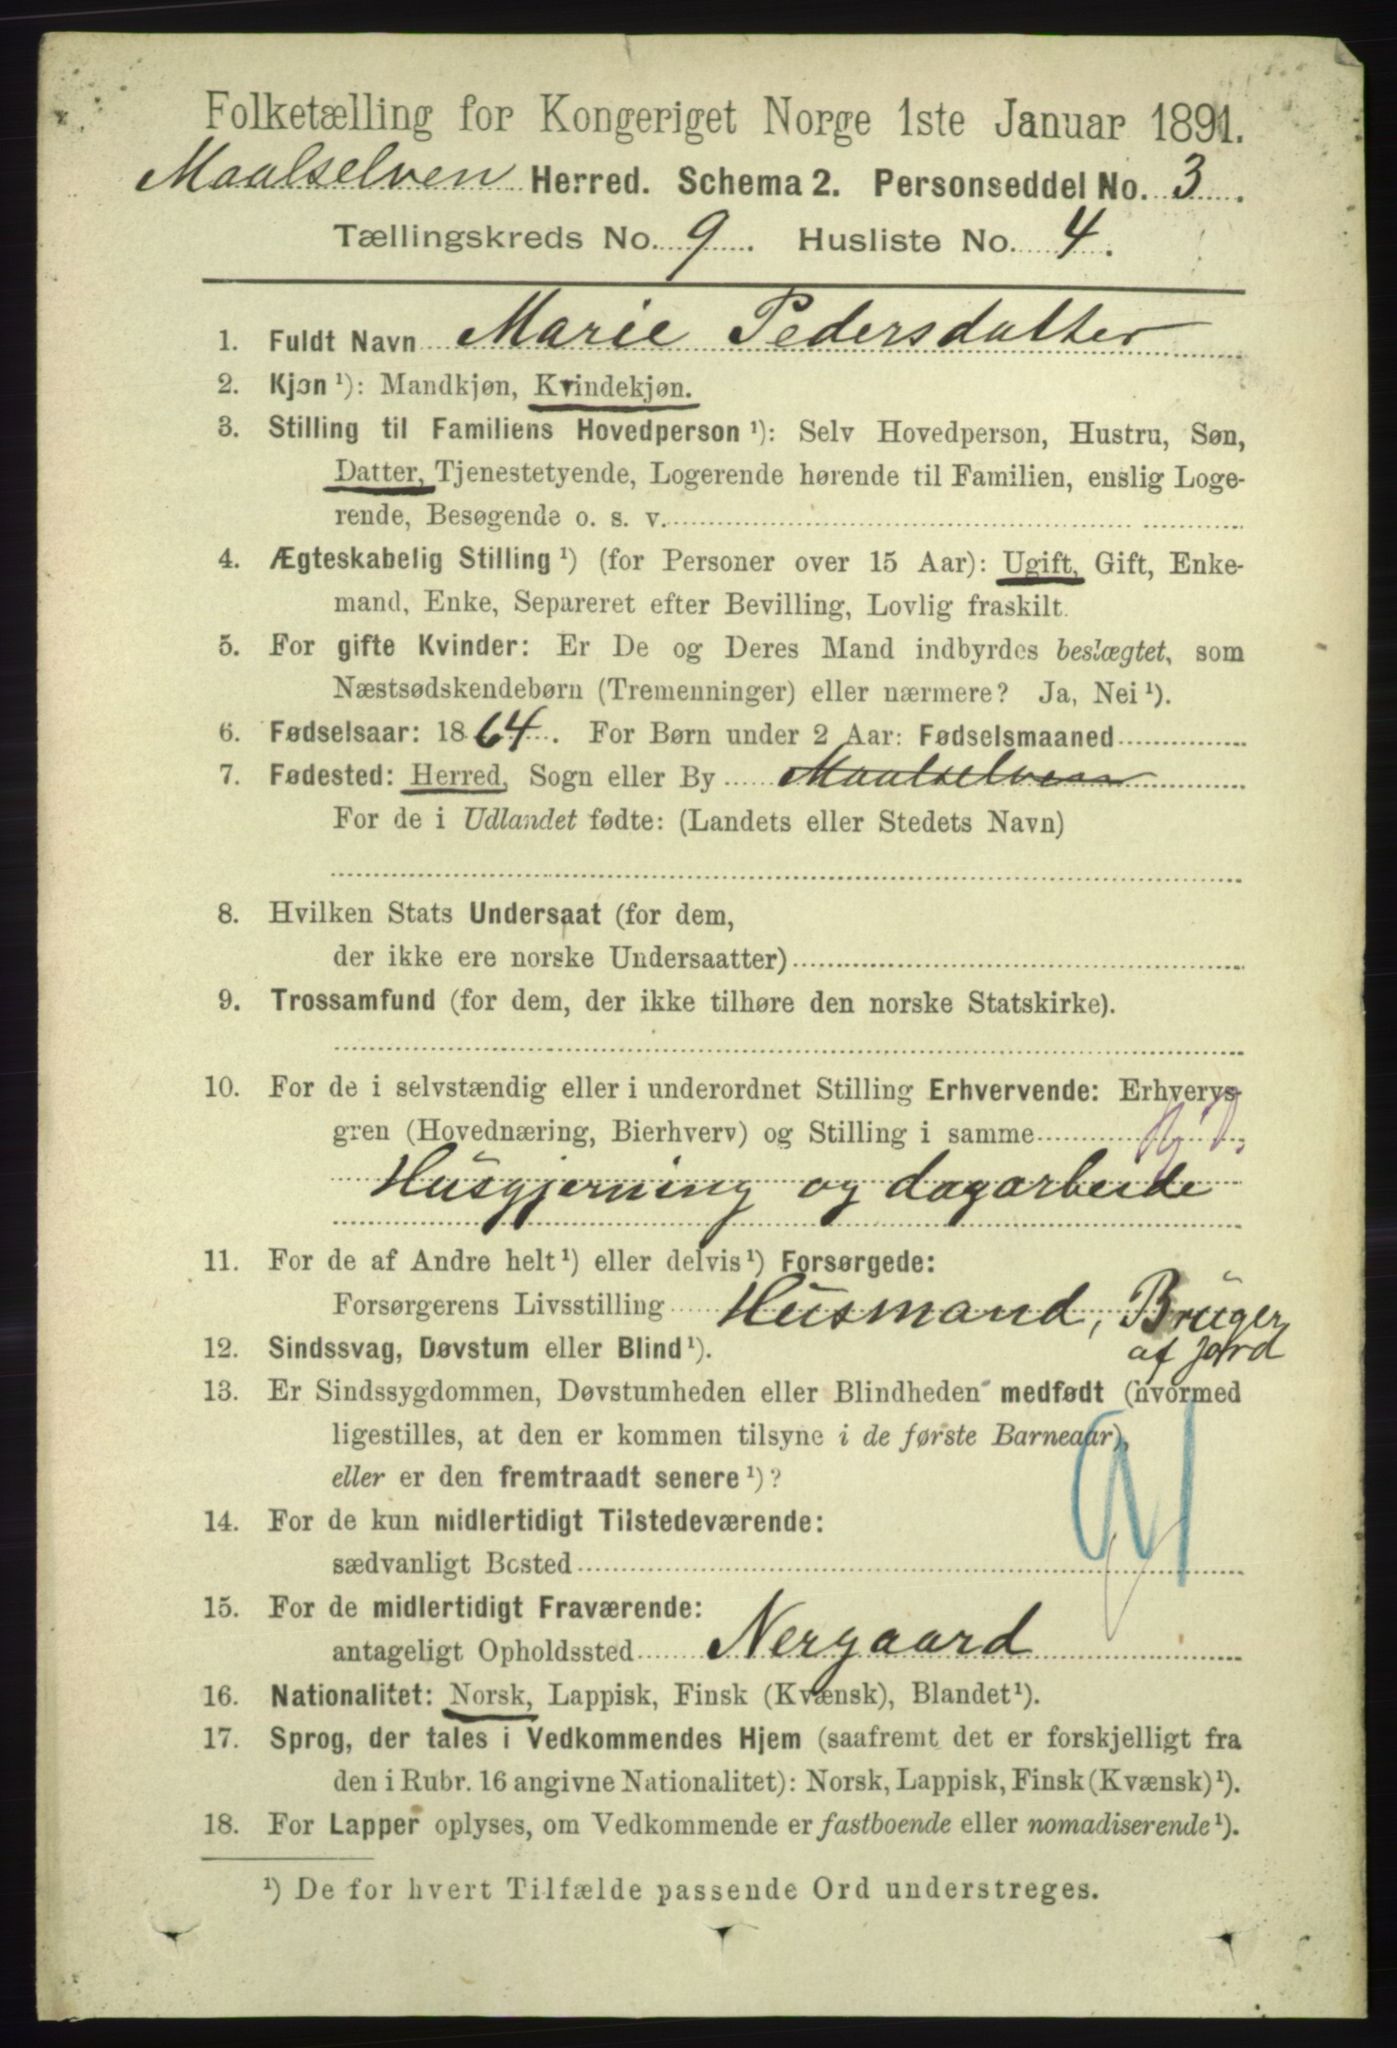 Folketælling for Kongeriget Norge 1ste Januar 1891.
Maalselven Herred. Schema 2. Personseddel No. 3.
Tællingskreds No. 9. Husliste No. 4.
1. Fuldt Navn Marie Pedersdatter
2. Kjøn ¹): Mandkjøn, Kvindekjøn.
3. Stilling til Familiens Hovedperson ¹): Selv Hovedperson, Hustru, Søn,
Datter, Tjenestetyende, Logerende hørende til Familien, enslig Loge-
rende, Besøgende o. s. v.
4. Ægteskabelig Stilling ¹) (for Personer over 15 Aar): Ugift, Gift, Enke-
mand, Enke, Separeret efter Bevilling, Lovlig fraskilt.
5. For gifte Kvinder: Er De og Deres Mand indbyrdes beslægtet, som
Næstsødskendebørn (Tremenninger) eller nærmere? Ja, Nei ¹).
6. Fødselsaar: 1864. For Børn under 2 Aar: Fødselsmaaned
7. Fødested: Herred, Sogn eller By Maalselven
For de i Udlandet fødte: (Landets eller Stedets Navn)
8. Hvilken Stats Undersaat (for dem,
der ikke ere norske Undersaatter)
9. Trossamfund (for dem, der ikke tilhøre den norske Statskirke).
10. For de i selvstændig eller i underordnet Stilling Erhvervende: Erhvervs-
gren (Hovednæring, Bierhverv) og Stilling i samme
Husgjerning og dagarbeide
11. For de af Andre helt ¹) eller delvis ¹) Forsørgede:
Forsørgerens Livsstilling Husmand, Bruger
af Jord
12. Sindssvag, Døvstum eller Blind ¹).
13. Er Sindssygdommen, Døvstumheden eller Blindheden medfødt (hvormed
ligestilles, at den er kommen tilsyne i de første Barneaar),
eller er den fremtraadt senere ¹)?
14. For de kun midlertidigt Tilstedeværende:
sædvanligt Bosted
15. For de midlertidigt Fraværende:
antageligt Opholdssted Nergaard
16. Nationalitet: Norsk, Lappisk, Finsk (Kvænsk), Blandet ¹).
17. Sprog, der tales i Vedkommendes Hjem (saafremt det er forskjelligt fra
den i Rubr. 16 angivne Nationalitet): Norsk, Lappisk, Finsk (Kvænsk) ¹).
18. For Lapper oplyses, om Vedkommende er fastboende eller nomadiserende ¹).
¹) De for hvert Tilfælde passende Ord understreges.